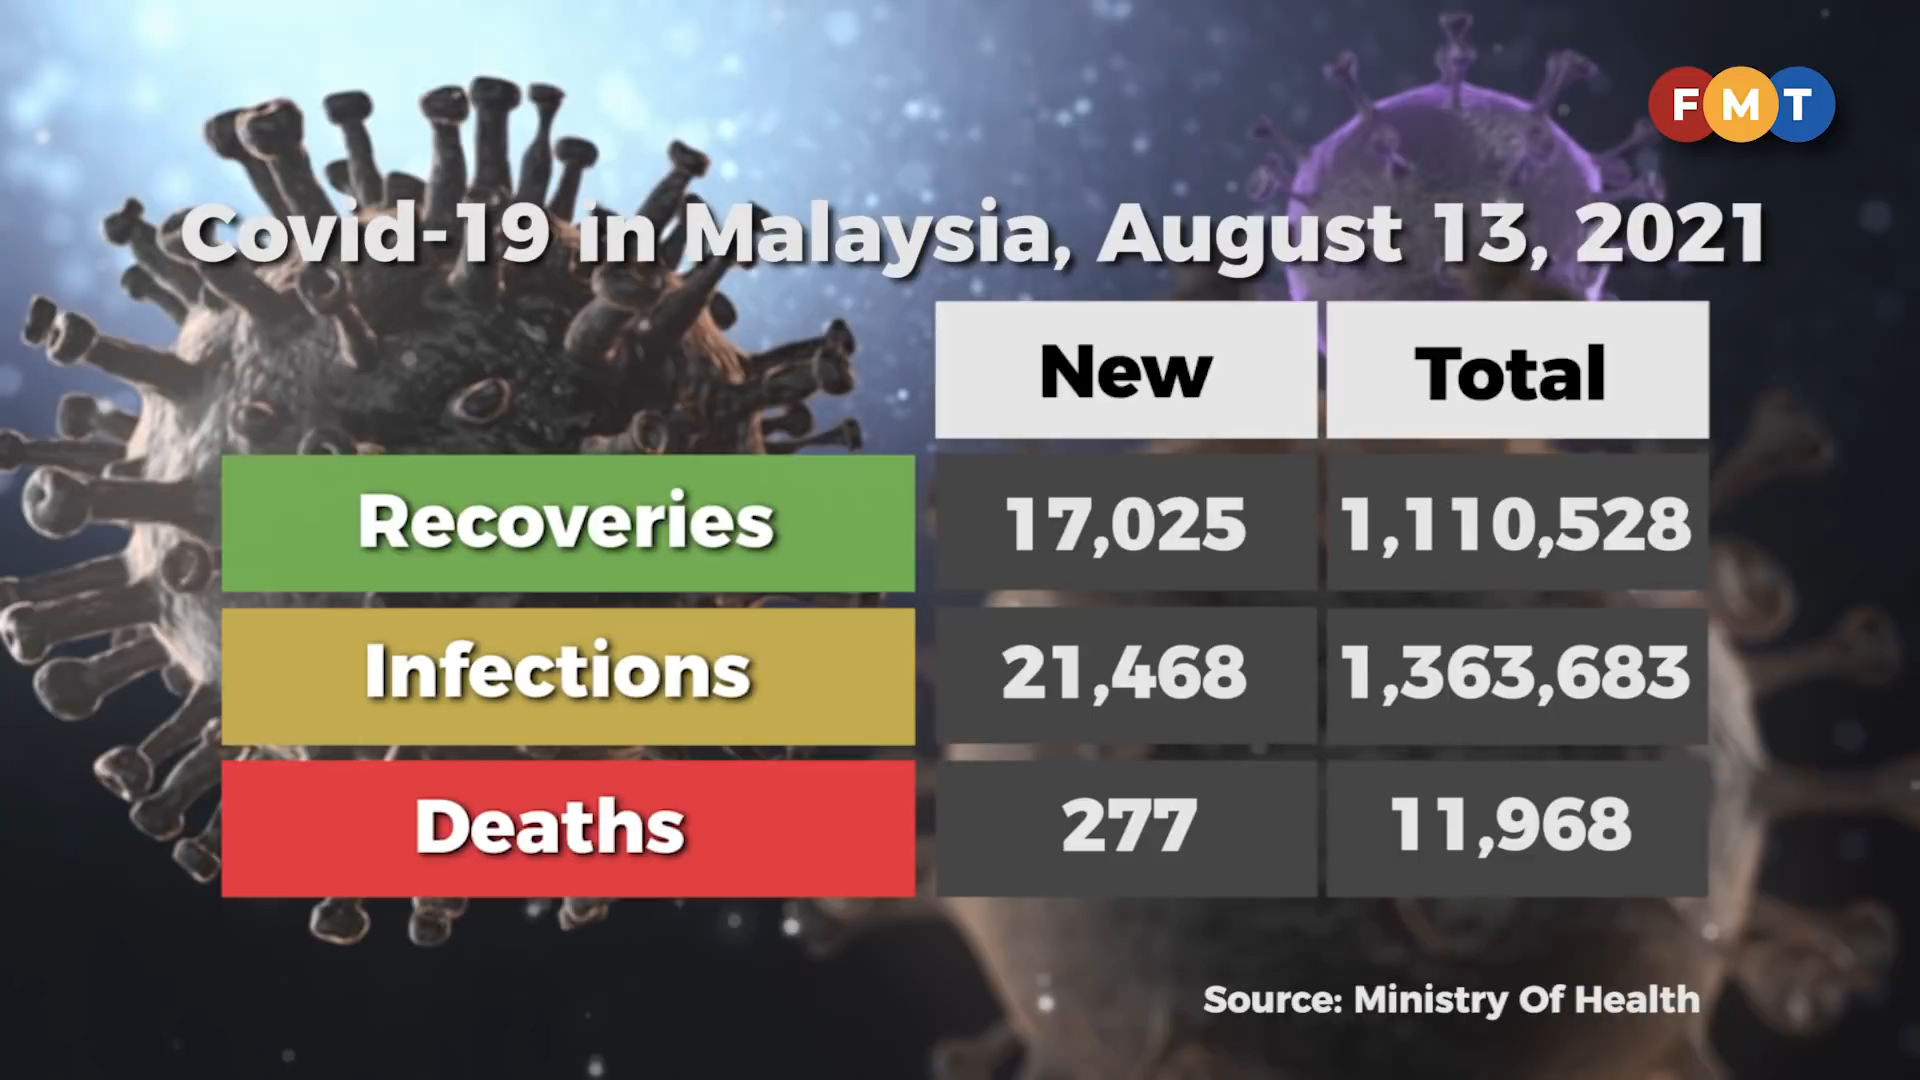 FMT
Covid-19 in Malaysia, August 13, 2021
New Total
Recoveries 17,025 1,110,528
Infections 21,468 1,363,683
Deaths 277 11,968
Source: Ministry Of Health